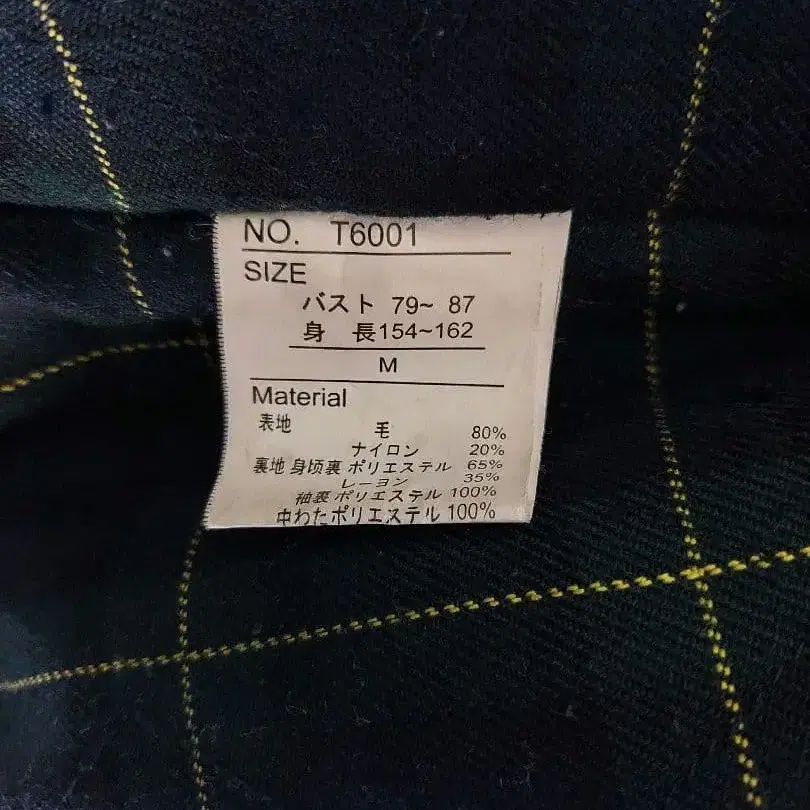 NO. T6001
SIZE
バスト 79~ 87
身 長154~162
M
Material
表地 毛 80%
ナイロン 20%
裏地 身頃裏 ポリエステル 65%
レーヨン 35%
袖裏 ポリエステル 100%
中わたポリエステル 100%